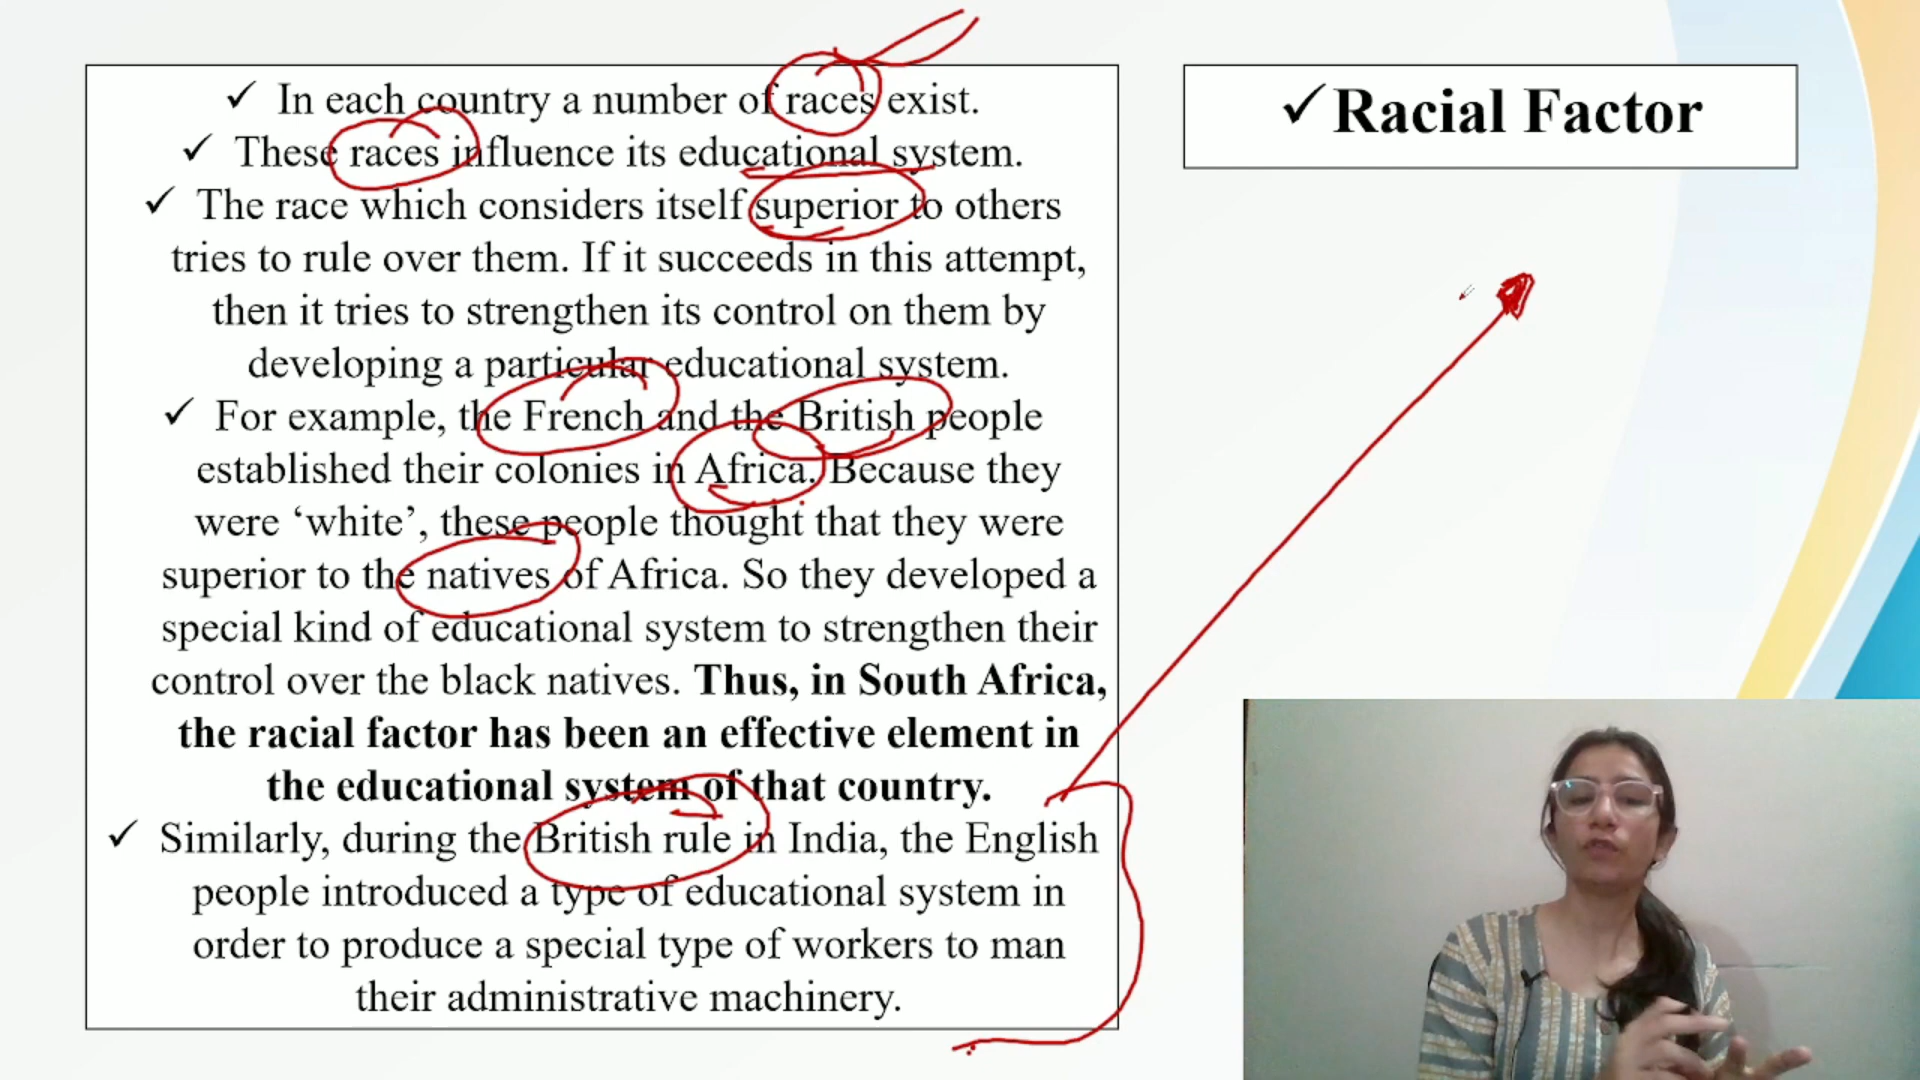 ✓ In each country a number of races exist.
✓ These races influence its educational system.
✓ The race which considers itself superior to others
tries to rule over them. If it succeeds in this attempt,
then it tries to strengthen its control on them by
developing a particular educational system.
✓ For example, the French and the British people
established their colonies in Africa. Because they
were ‘white’, these people thought that they were
superior to the natives of Africa. So they developed a
special kind of educational system to strengthen their
control over the black natives. Thus, in South Africa,
the racial factor has been an effective element in
the educational system of that country.
✓ Similarly, during the British rule in India, the English
people introduced a type of educational system in
order to produce a special type of workers to man
their administrative machinery.
✓ Racial Factor